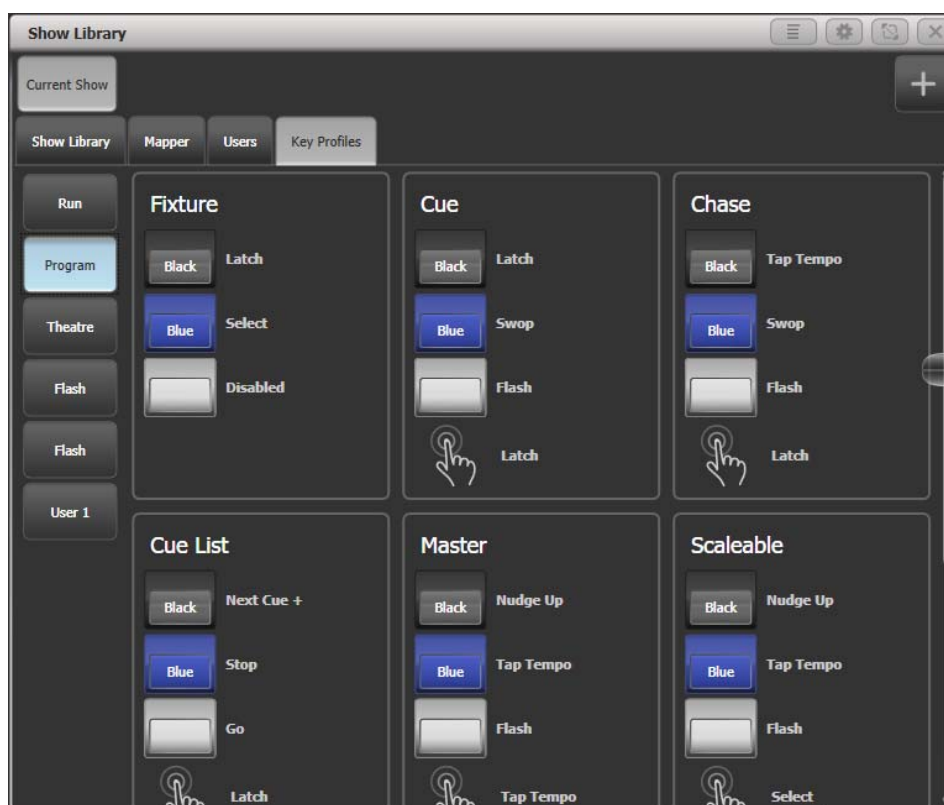 Show Library
Current Show
Show Library Mapper Users Key Profiles
Run
Program
Theatre
Flash
Flash
User 1
Fixture
Black Latch
Blue Select
Disabled
Cue
Black Latch
Blue Swop
Flash
Latch
Chase
Black Tap Tempo
Blue Swop
Flash
Latch
Cue List
Black Next Cue +
Blue Stop
Go
Latch
Master
Black Nudge Up
Blue Tap Tempo
Flash
Tap Tempo
Scaleable
Black Nudge Up
Blue Tap Tempo
Flash
Select